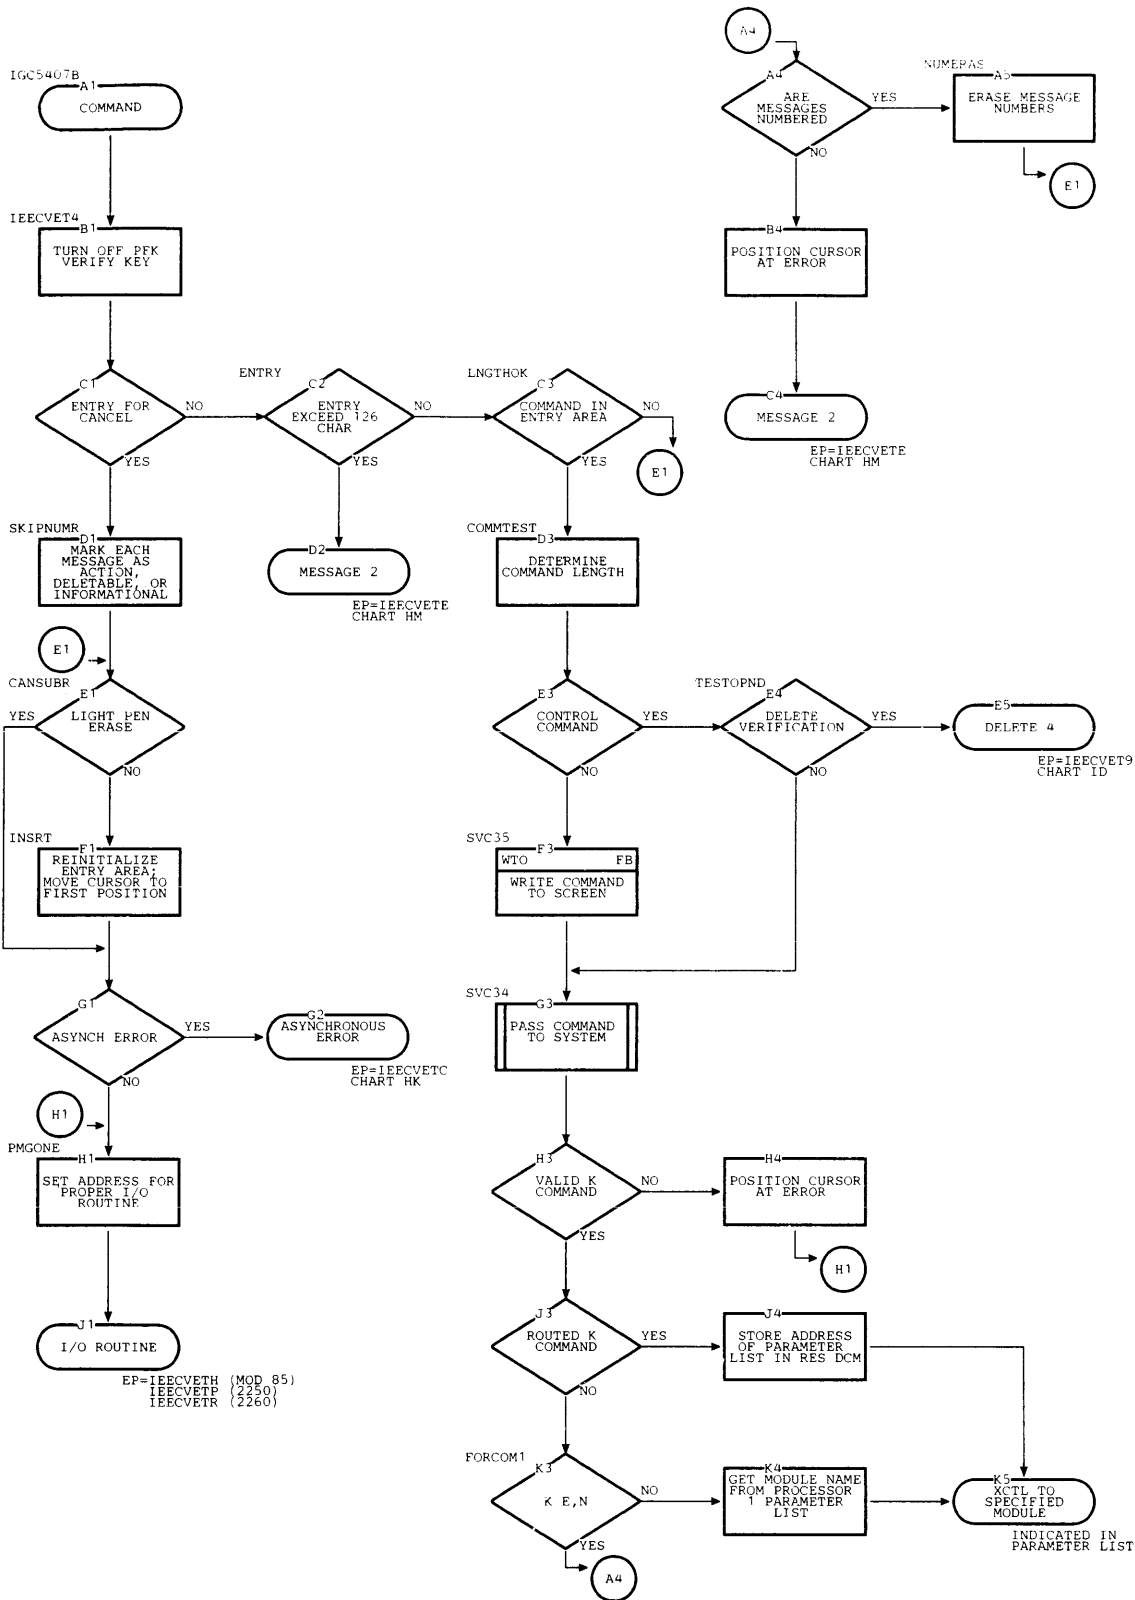 IGC5407B
A1
COMMAND
IEECVET4
B1
TURN OFF PFK
VERIFY KEY
C1
ENTRY FOR
CANCEL
NO
YES
ENTRY
C2
ENTRY
EXCEED 126
CHAR
NO
YES
LNGTHOK
C3
COMMAND IN
ENTRY AREA
NO
YES
E1
A4
A4
ARE
MESSAGES
NUMBERED
YES
NO
NUMERAS
A5
ERASE MESSAGE
NUMBERS
E1
B4
POSITION CURSOR
AT ERROR
C4
MESSAGE 2
EP=IEECVETE
CHART HM
SKIPNUMR
D1
MARK EACH
MESSAGE AS
ACTION,
DELETABLE, OR
INFORMATIONAL
D2
MESSAGE 2
EP=IEECVETE
CHART HM
COMMTEST
D3
DETERMINE
COMMAND LENGTH
E1
CANSUBR
E1
YES
LIGHT PEN
ERASE
NO
E3
CONTROL
COMMAND
YES
NO
TESTOPND
E4
DELETE
VERIFICATION
YES
NO
E5
DELETE 4
EP=IEECVET9
CHART ID
INSRT
F1
REINITIALIZE
ENTRY AREA;
MOVE CURSOR TO
FIRST POSITION
SVC35
F3
WTO FB
WRITE COMMAND
TO SCREEN
G1
ASYNCH ERROR
YES
NO
G2
ASYNCHRONOUS
ERROR
EP=IEECVETC
CHART HK
SVC34
G3
PASS COMMAND
TO SYSTEM
H1
PMGONE
H1
SET ADDRESS FOR
PROPER I/O
ROUTINE
H3
VALID K
COMMAND
NO
YES
H4
POSITION CURSOR
AT ERROR
H1
J1
I/O ROUTINE
EP=IEECVETH (MOD 85)
IEECVETP (2250)
IEECVETR (2260)
J3
ROUTED K
COMMAND
YES
NO
J4
STORE ADDRESS
OF PARAMETER
LIST IN RES DCM
FORCOM1
K3
K E,N
NO
YES
K4
GET MODULE NAME
FROM PROCESSOR
1 PARAMETER
LIST
K5
XCTL TO
SPECIFIED
MODULE
INDICATED IN
PARAMETER LIST
A4